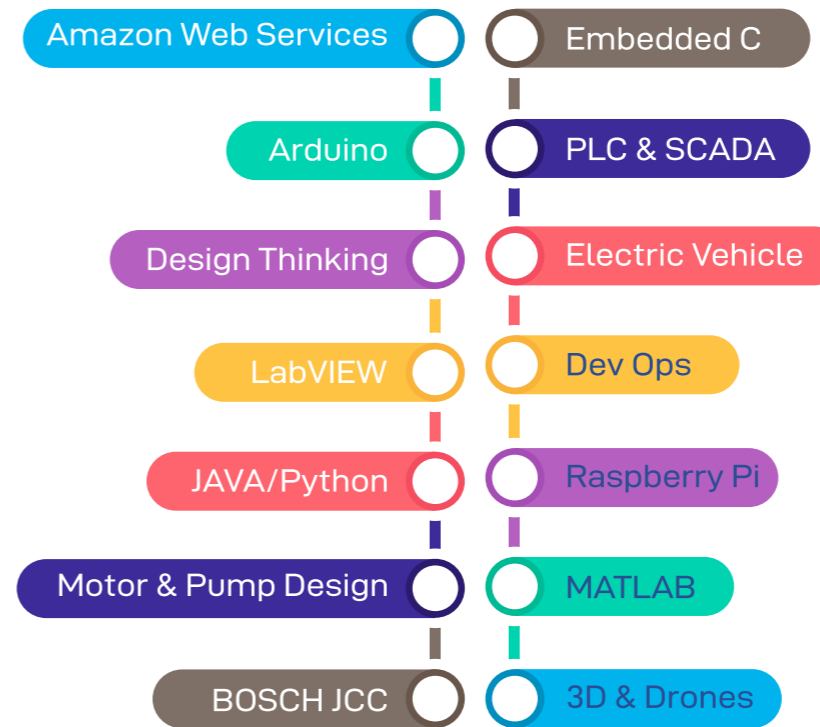 Amazon Web Services
Arduino
Design Thinking
LabVIEW
JAVA/Python
Motor & Pump Design
BOSCH JCC
Embedded C
PLC & SCADA
Electric Vehicle
Dev Ops
Raspberry Pi
MATLAB
3D & Drones